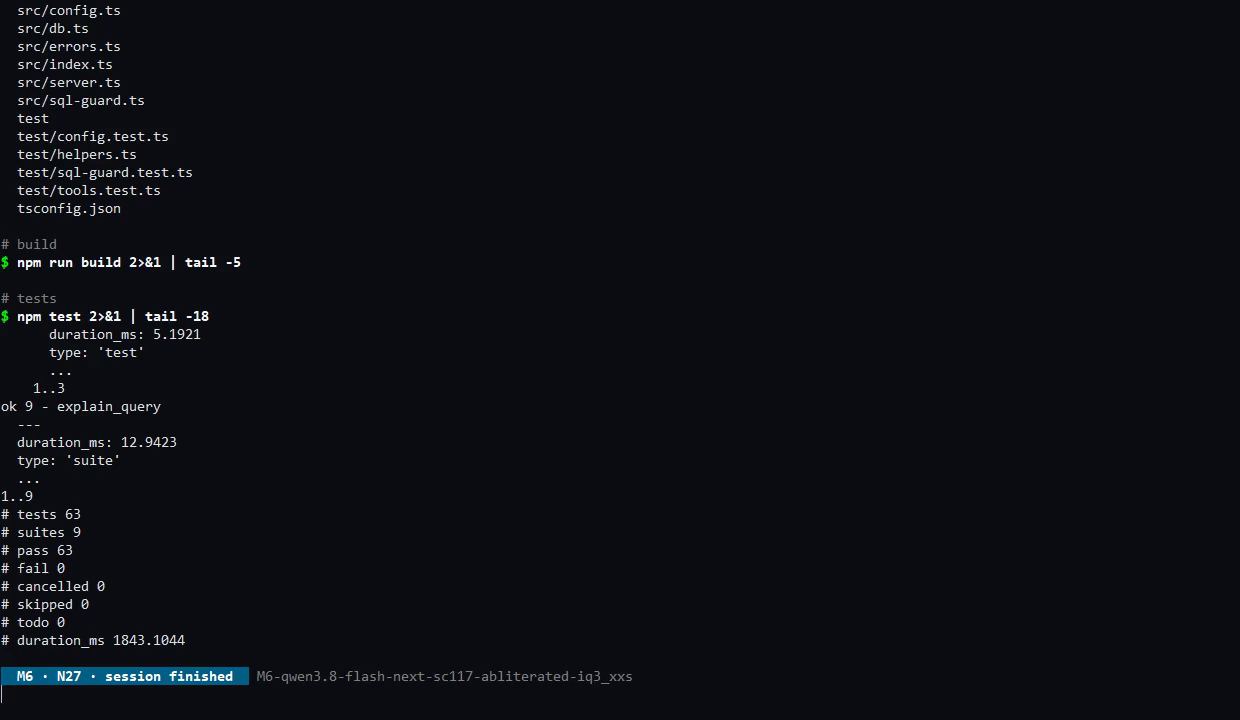 src/config.ts
src/db.ts
src/errors.ts
src/index.ts
src/server.ts
src/sql-guard.ts
test
test/config.test.ts
test/helpers.ts
test/sql-guard.test.ts
test/tools.test.ts
tsconfig.json
# build
$ npm run build 2>&1 | tail -5
# tests
$ npm test 2>&1 | tail -18
duration_ms: 5.1921
type: 'test'
...
1..3
ok 9 - explain_query
---
duration_ms: 12.9423
type: 'suite'
...
1..9
# tests 63
# suites 9
# pass 63
# fail 0
# cancelled 0
# skipped 0
# todo 0
# duration_ms 1843.1044
M6 · N27 · session finished M6-qwen3.8-flash-next-sc117-abliterated-iq3_xxs